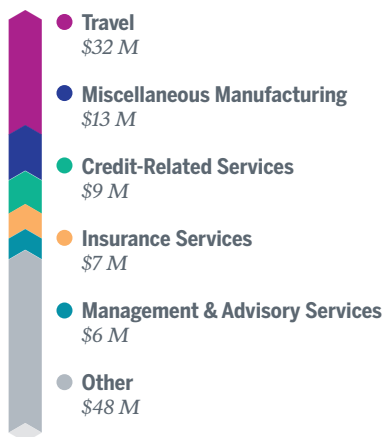 Travel
$32 M
Miscellaneous Manufacturing
$13 M
Credit-Related Services
$9 M
Insurance Services
$7 M
Management & Advisory Services
$6 M
Other
$48 M